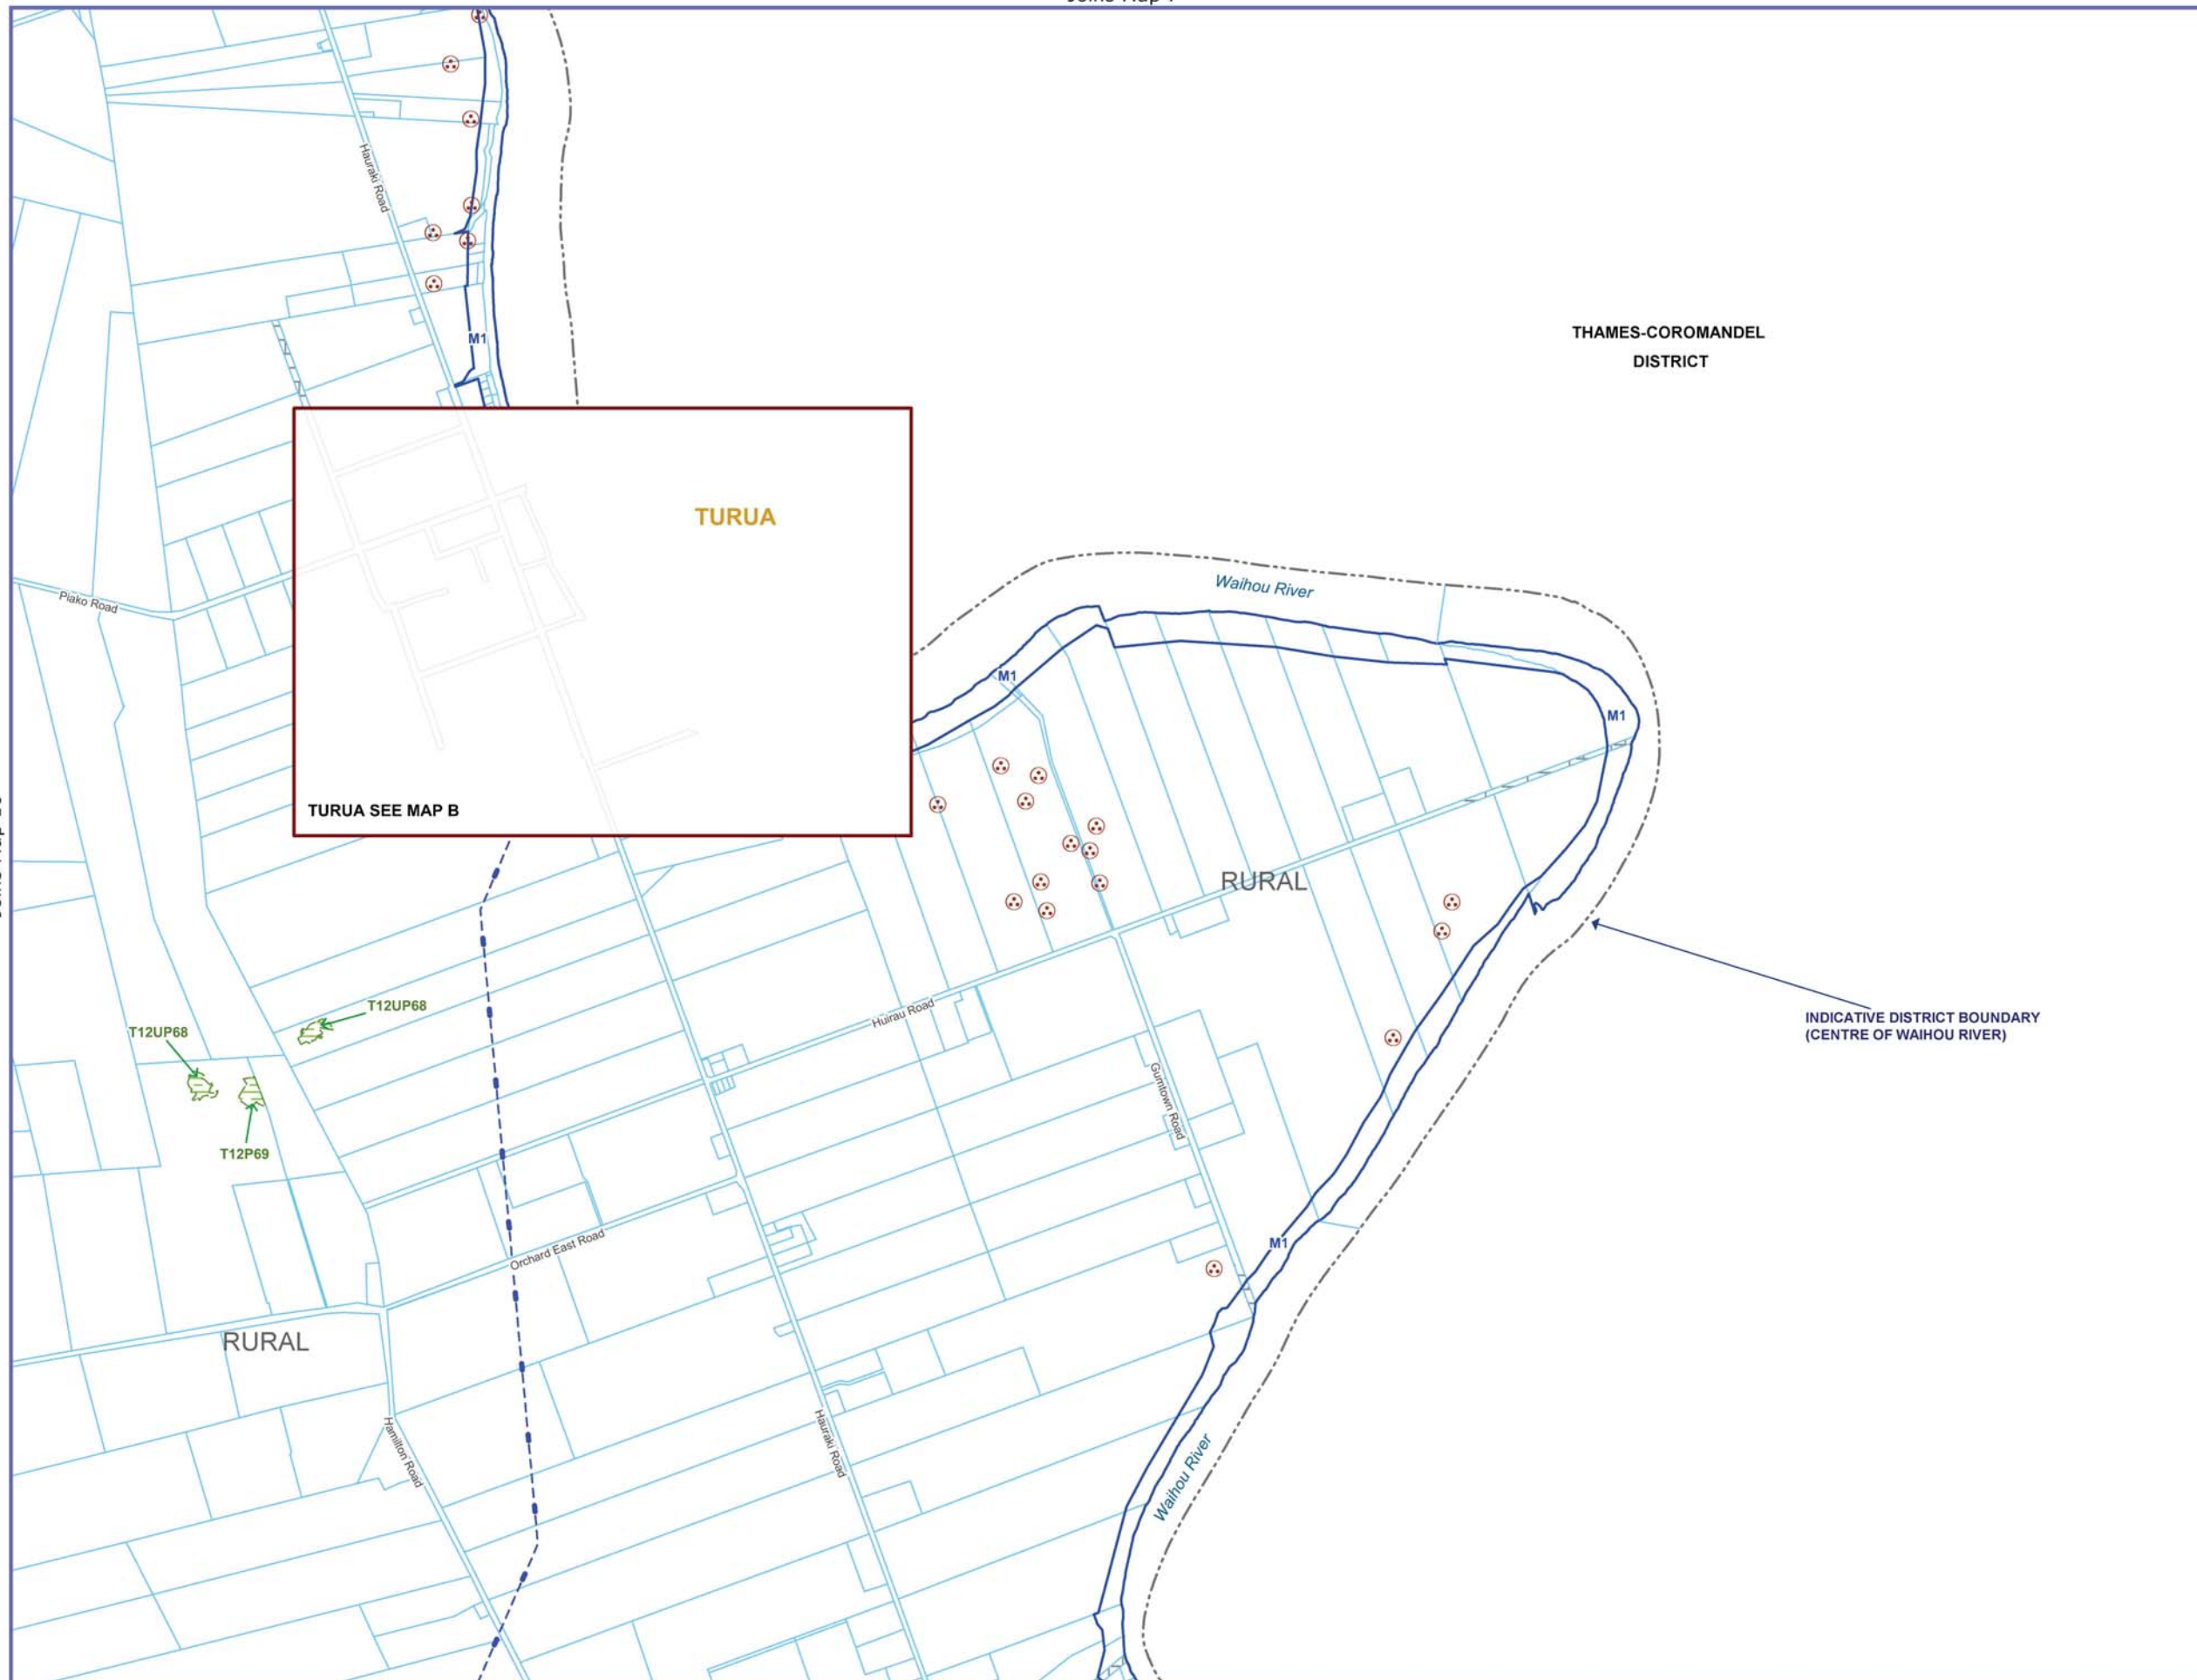 Hauraki Road
M1
THAMES-COROMANDEL
DISTRICT
TURUA
Waihou River
Piako Road
M1
M1
TURUA SEE MAP B
RURAL
T12UP68
Huirau Road
INDICATIVE DISTRICT BOUNDARY
(CENTRE OF WAIHOU RIVER)
T12UP68
Gumtown Road
T12P69
Orchard East Road
M1
RURAL
Hamilton Road
Hauraki Road
Waihou River